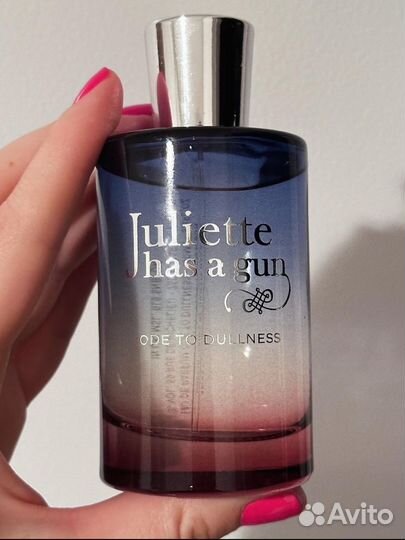 Juliette
has a gun
ODE TO DULLNESS
Avito